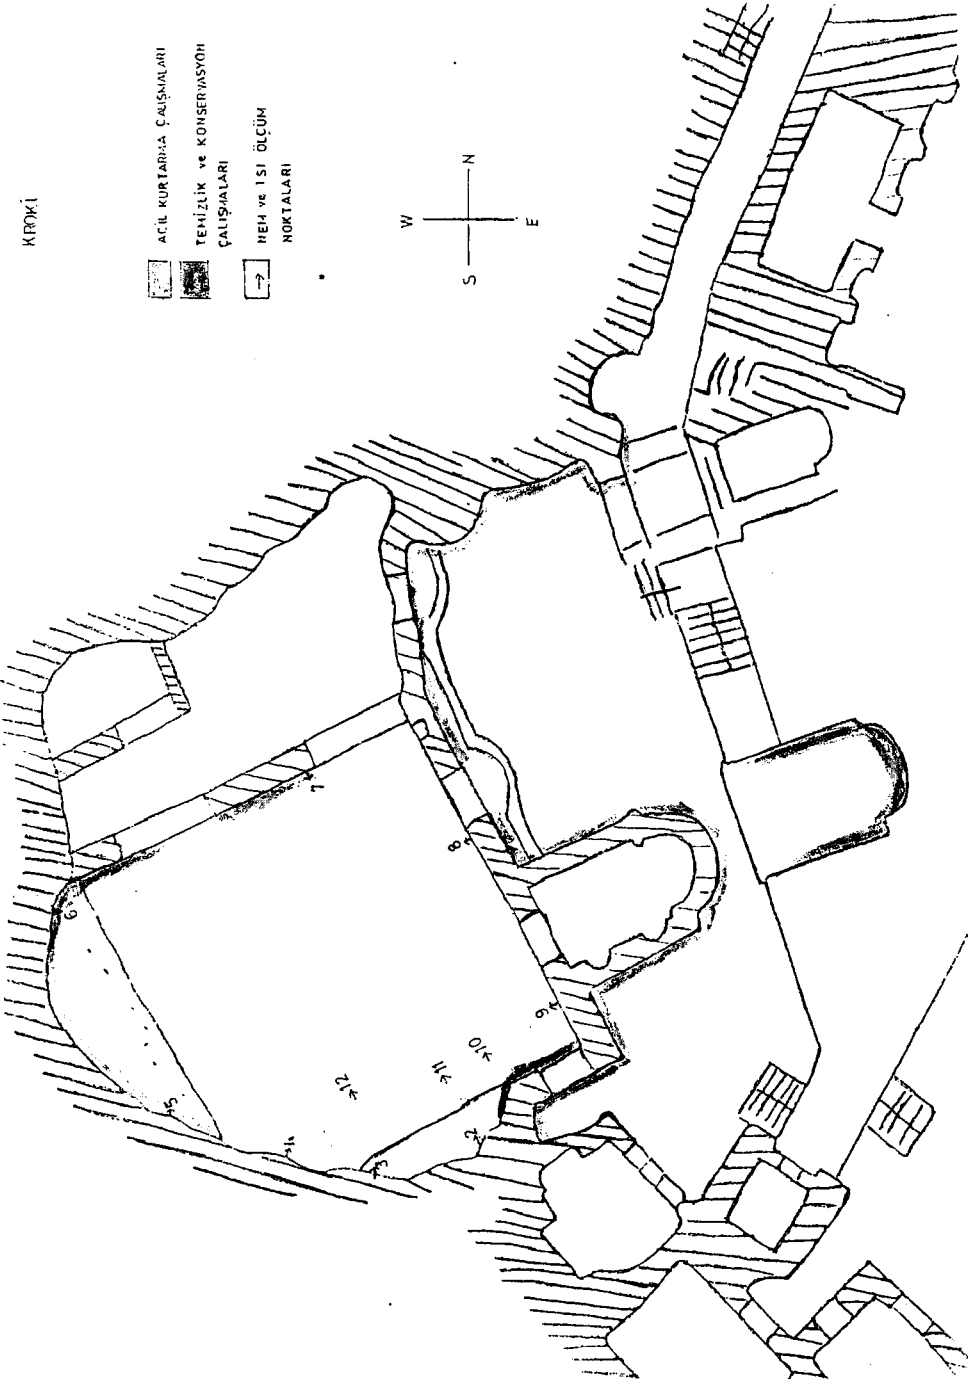 KROKİ
ACİL KURTARMA ÇALIŞMALARI
TEMİZLİK ve KONSERVASYON
ÇALIŞMALARI
NEM ve ISI ÖLÇÜM
NOKTALARI
W
S N
E
2
3
4
5
6
7
8
9
10
11
12